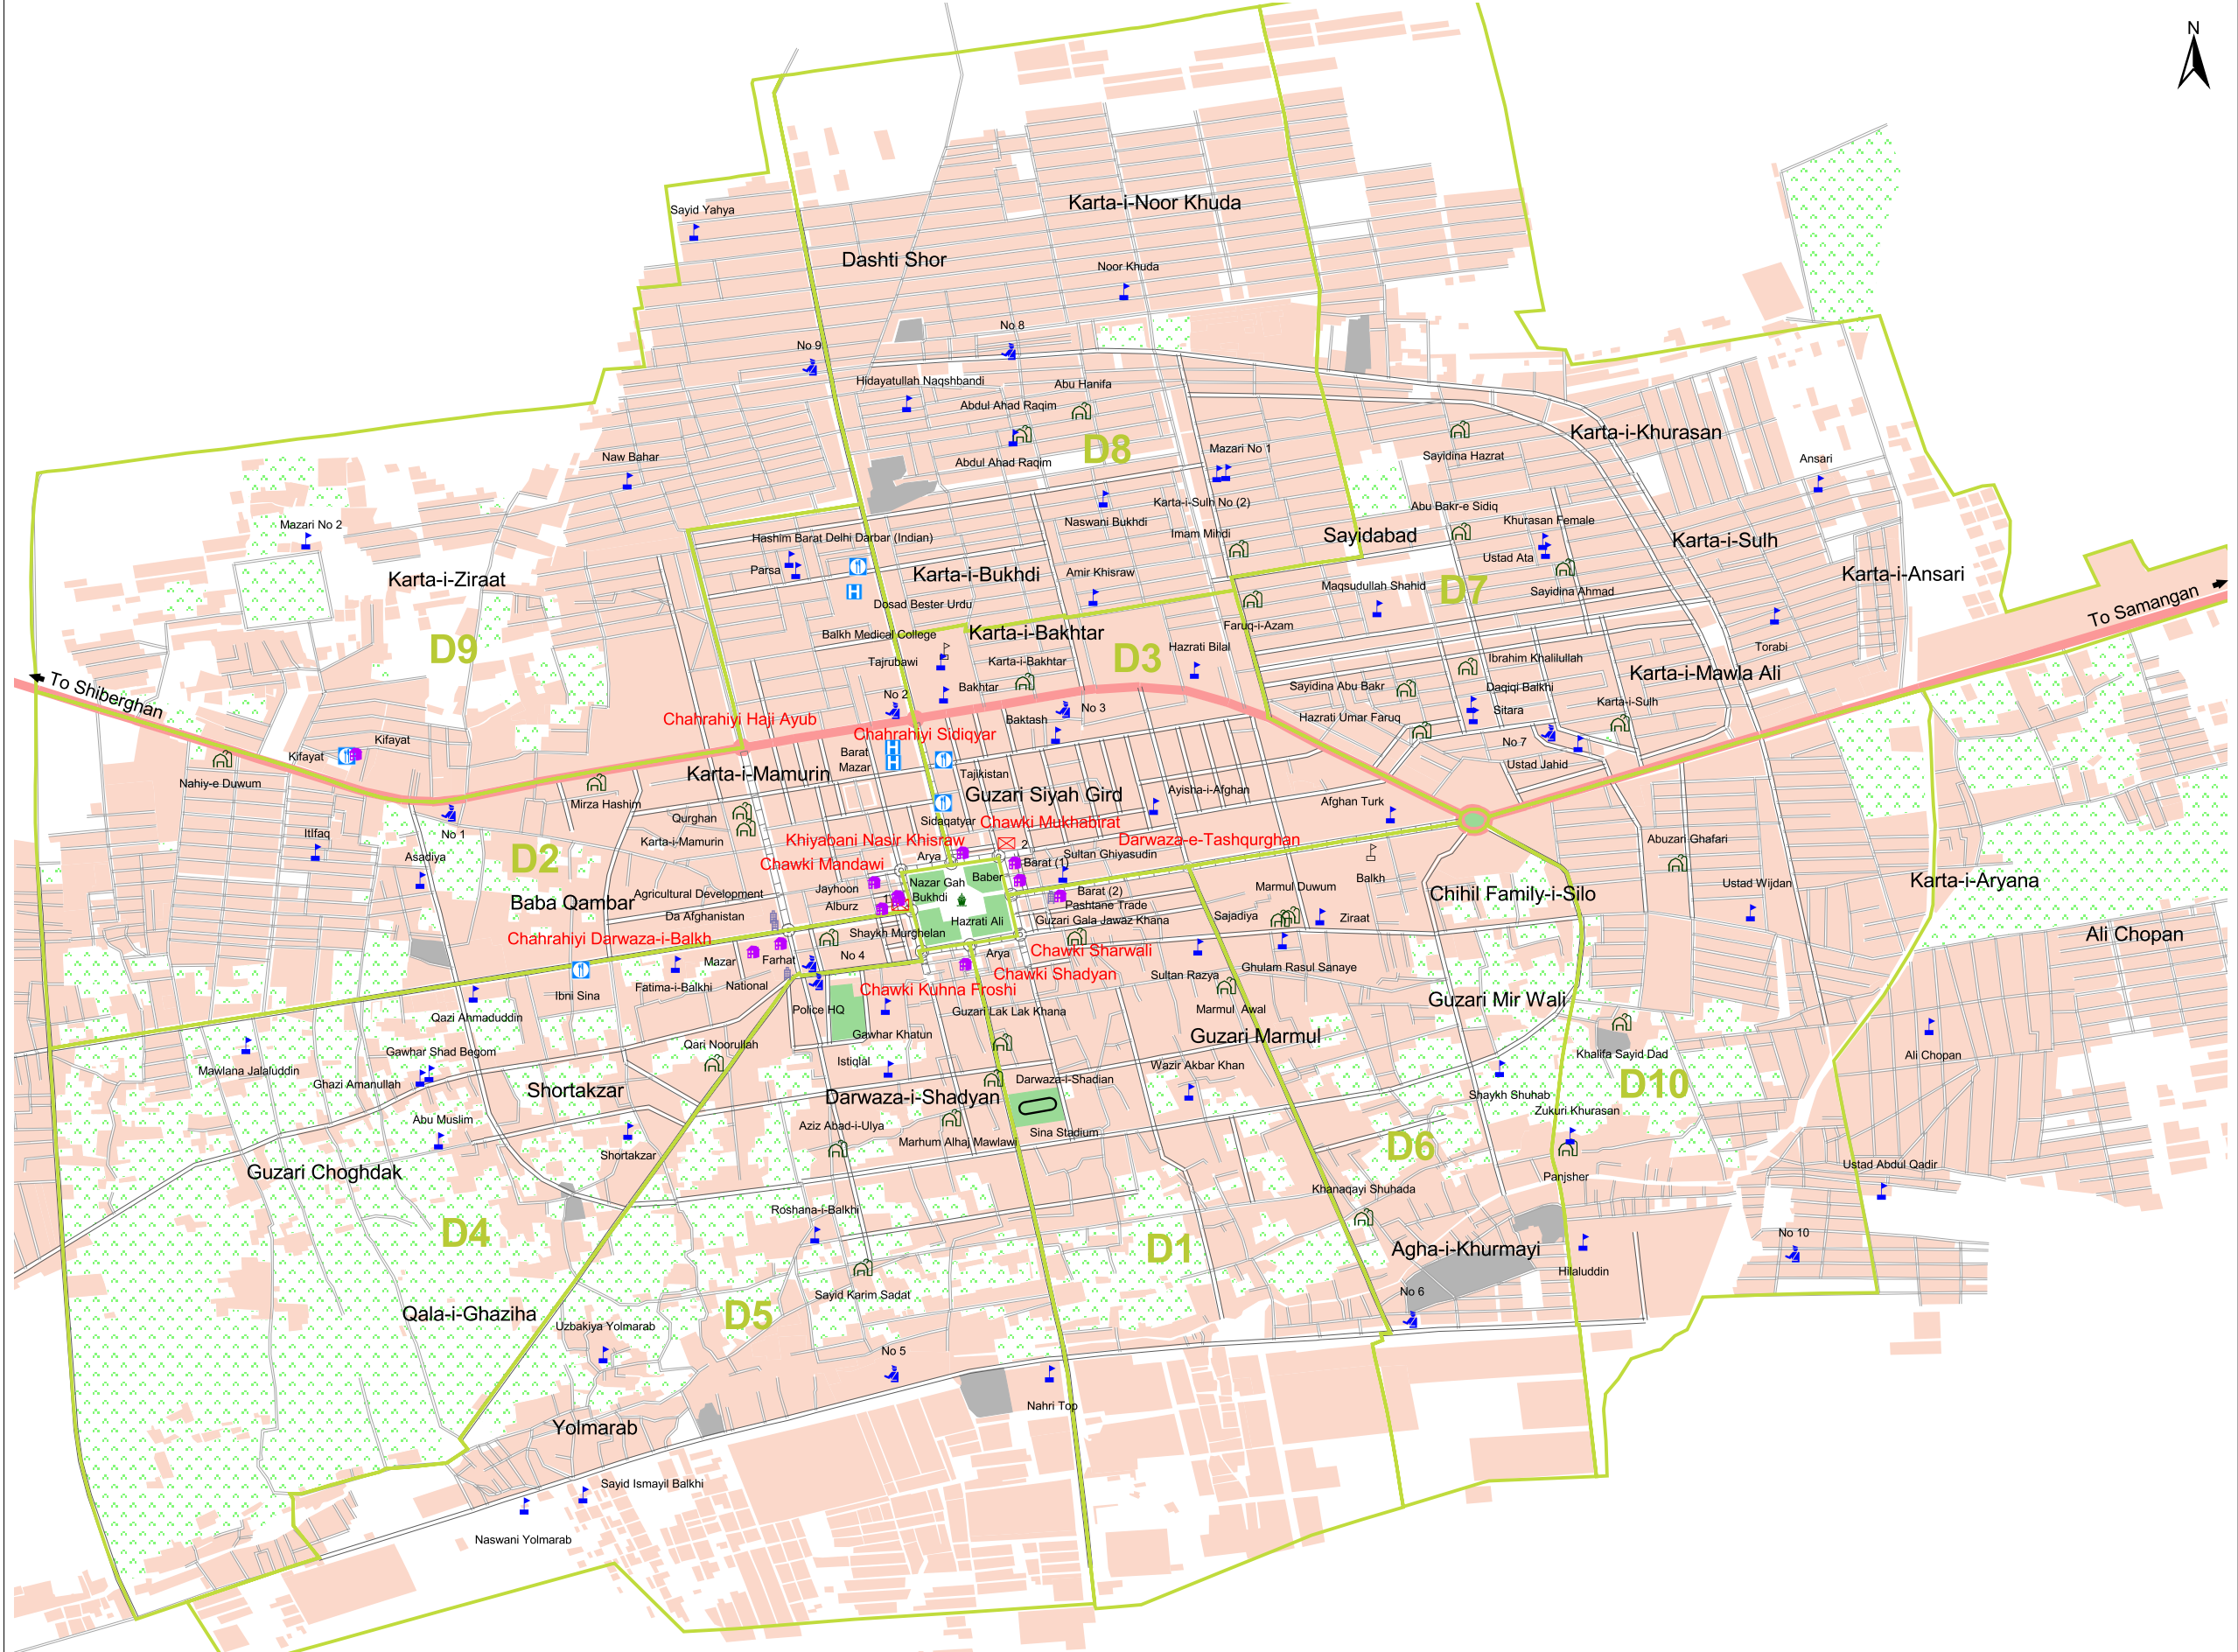 N
Karta-i-Noor Khuda
Sayid Yahya
Dashti Shor
Noor Khuda
No 8
No 9
Hidayatullah Naqshbandi
Abu Hanifa
Abdul Ahad Raqim
D8
Karta-i-Khurasan
Mazari No 1
Sayidina Hazrat
Naw Bahar
Abdul Ahad Raqim
Ansari
Karta-i-Sulh No (2)
Abu Bakr-e Sidiq
Mazari No 2
Naswani Bukhdi
Khurasan Female
Hashim Barat
Delhi Darbar (Indian)
Imam Mihdi
Sayidabad
Karta-i-Sulh
Ustad Ata
Parsa
Karta-i-Bukhdi
Amir Khisraw
Karta-i-Ziraat
Maqsudullah Shahid
D7
Sayidina Ahmad
Karta-i-Ansari
Dosad Bester Urdu
To Samangan
Faruq-i-Azam
Balkh Medical College
Karta-i-Bakhtar
D9
D3
Hazrati Bilal
Torabi
Tajrubawi
Karta-i-Bakhtar
Ibrahim Khalilullah
Karta-i-Mawla Ali
To Shiberghan
Bakhtar
Sayidina Abu Bakr
Daqiqi Balkhi
No 2
Karta-i-Sulh
No 3
Sitara
Chahrahiyi Haji Ayub
Baktash
Hazrati Umar Faruq
Chahrahiyi Sidiqyar
Kifayat
Kifayat
No 7
Barat
Mazar
Ustad Jahid
Nahiy-e Duwum
Karta-i-Mamurin
Tajikistan
Mirza Hashim
Guzari Siyah Gird
Ayisha-i-Afghan
Afghan Turk
Qurghan
Sidaqatyar
Chawki Mukhabirat
Itlfaq
No 1
Karta-i-Mamurin
Khiyabani Nasir Khisraw
Darwaza-e-Tashqurghan
Abuzari Ghafari
2
Asadiya
D2
Chawki Mandawi
Arya
Sultan Ghiyasudin
Barat (1)
Balkh
Jayhoon
Nazar Gah
Baber
Karta-i-Aryana
Ustad Wijdan
Agricultural Development
Bukhdi
Barat (2)
Marmul Duwum
Chihil Family-i-Silo
Baba Qambar
Alburz
1
Pashtane Trade
Da Afghanistan
Hazrati Ali
Guzari Gala Jawaz Khana
Sajadiya
Ziraat
Chahrahiyi Darwaza-i-Balkh
Shaykh Murghelan
Ali Chopan
Mazar
Farhat
No 4
Arya
Chawki Sharwali
Sultan Razya
Ghulam Rasul Sanaye
Chawki Shadyan
Ibni Sina
Fatima-i-Balkhi
National
Chawki Kuhna Froshi
Guzari Mir Wali
Qazi Ahmaduddin
Police HQ
Guzari Lak Lak Khana
Marmul Awal
Gawhar Khatun
Guzari Marmul
Qari Noorullah
Gawhar Shad Begom
Istiqlal
Khalifa Sayid Dad
Ali Chopan
Mawlana Jalaluddin
Ghazi Amanullah
Wazir Akbar Khan
Shortakzar
Darwaza-i-Shadian
D10
Darwaza-i-Shadyan
Shaykh Shuhab
Abu Muslim
Zukuri Khurasan
Aziz Abad-i-Ulya
Sina Stadium
Marhum Alhaj Mawlawi
D6
Shortakzar
Guzari Choghdak
Ustad Abdul Qadir
Panjsher
Khanaqayi Shuhada
Roshana-i-Balkhi
D4
No 10
D1
Agha-i-Khurmayi
Hilaluddin
Sayid Karim Sadat
No 6
Qala-i-Ghaziha
D5
Uzbakiya Yolmarab
No 5
Nahri Top
Yolmarab
Sayid Ismayil Balkhi
Naswani Yolmarab